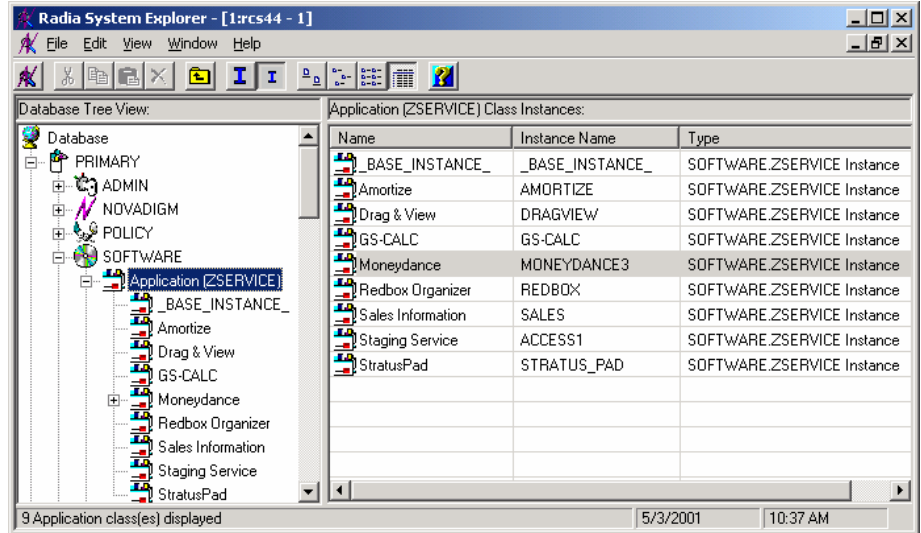 Radia System Explorer - [1:rcs44 - 1]
File Edit View Window Help
Database Tree View:
Database
PRIMARY
ADMIN
NOVADIGM
POLICY
SOFTWARE
Application (ZSERVICE)
_BASE_INSTANCE_
Amortize
Drag & View
GS-CALC
Moneydance
Redbox Organizer
Sales Information
Staging Service
StratusPad
Application (ZSERVICE) Class Instances:
Name Instance Name Type
_BASE_INSTANCE_ _BASE_INSTANCE_ SOFTWARE.ZSERVICE Instance
Amortize AMORTIZE SOFTWARE.ZSERVICE Instance
Drag & View DRAGVIEW SOFTWARE.ZSERVICE Instance
GS-CALC GS-CALC SOFTWARE.ZSERVICE Instance
Moneydance MONEYDANCE3 SOFTWARE.ZSERVICE Instance
Redbox Organizer REDBOX SOFTWARE.ZSERVICE Instance
Sales Information SALES SOFTWARE.ZSERVICE Instance
Staging Service ACCESS1 SOFTWARE.ZSERVICE Instance
StratusPad STRATUS_PAD SOFTWARE.ZSERVICE Instance
9 Application class(es) displayed 5/3/2001 10:37 AM